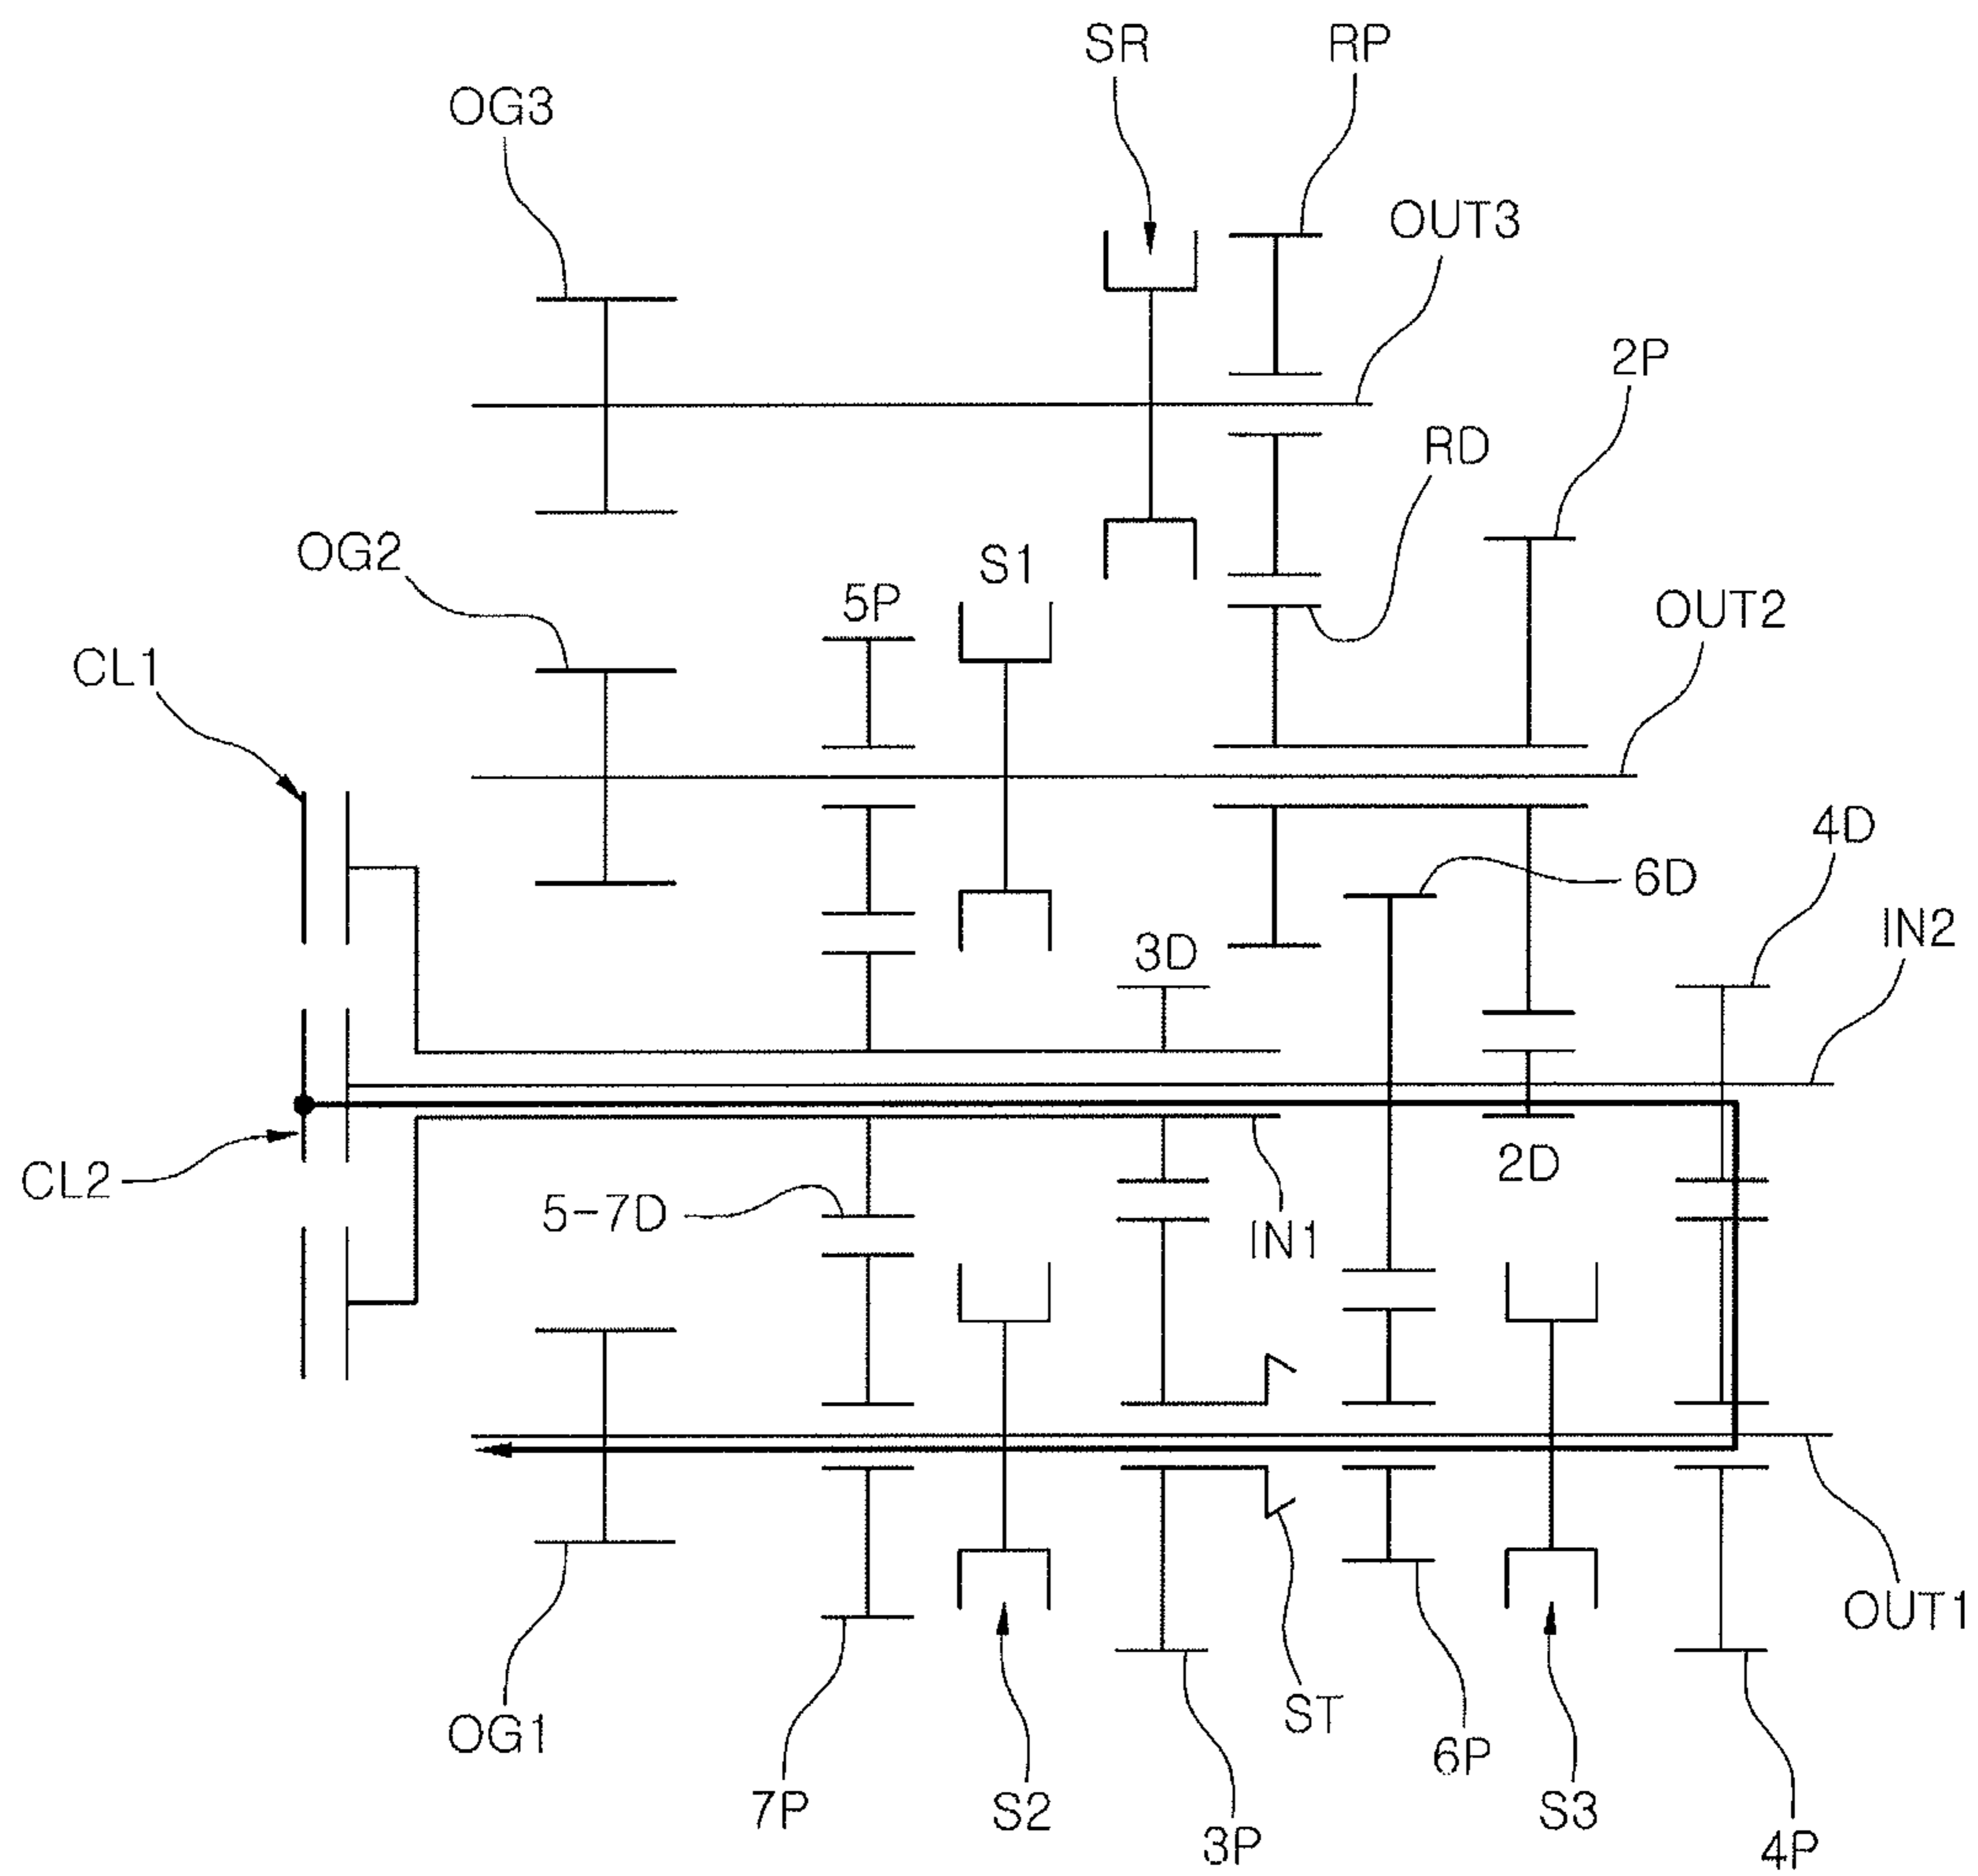 SR
RP
OG3
OUT3
2P
RD
OG2
S1
5P
OUT2
CL1
4D
6D
IN2
3D
2D
CL2
5-7D
IN1
OUT1
ST
OG1
6P
7P
S2
S3
3P
4P